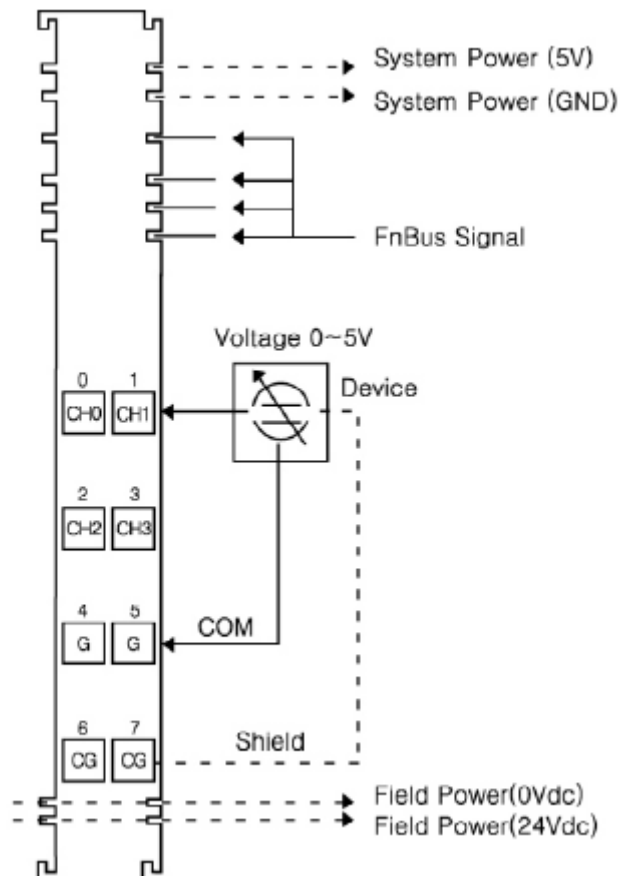 System Power (5V)
System Power (GND)
FnBus Signal
Voltage 0~5V
Device
0 1
CH0 CH1
2 3
CH2 CH3
4 5
G G
COM
6 7
CG CG
Shield
Field Power(0Vdc)
Field Power(24Vdc)